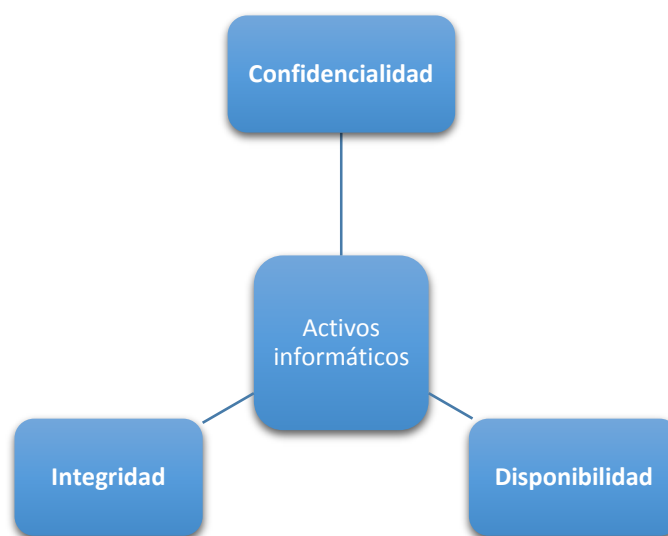 Confidencialidad
Activos
informáticos
Integridad
Disponibilidad